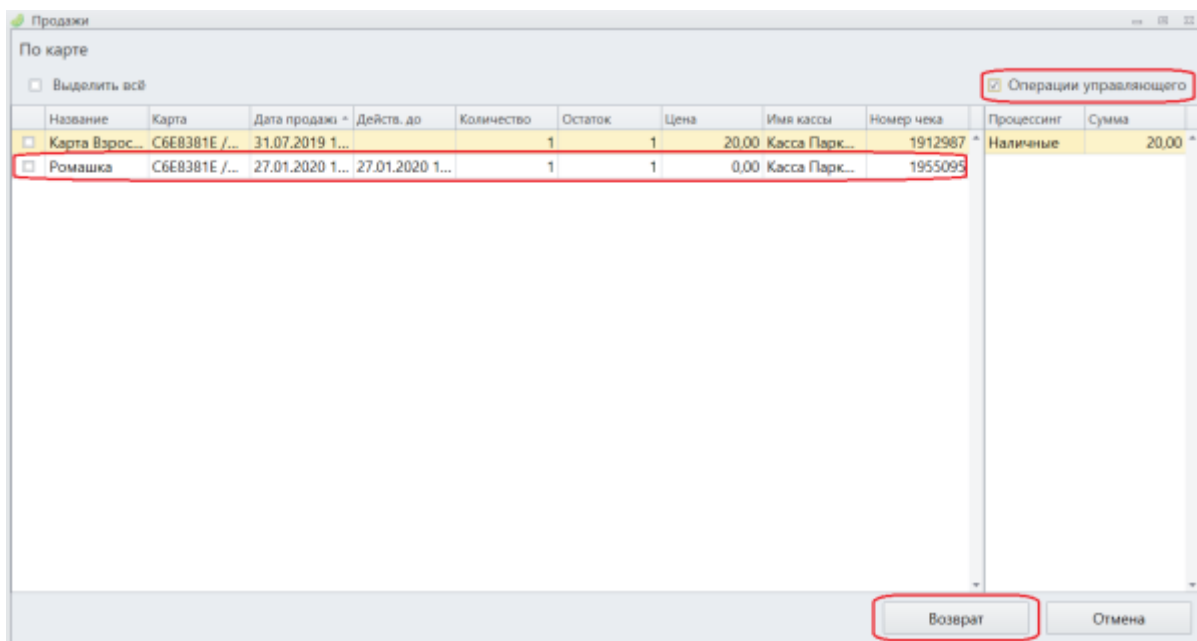 Продажи
По карте
Выделить всё
Операции управляющего
Название Карта Дата продажи Действ. до Количество Остаток Цена Имя кассы Номер чека Процессинг Сумма
Карта Взрос... C6E8381E /... 31.07.2019 1... 1 1 20,00 Касса Парк... 1912987 Наличные 20,00
Ромашка C6E8381E /... 27.01.2020 1... 27.01.2020 1... 1 1 0,00 Касса Парк... 1955095
Возврат Отмена